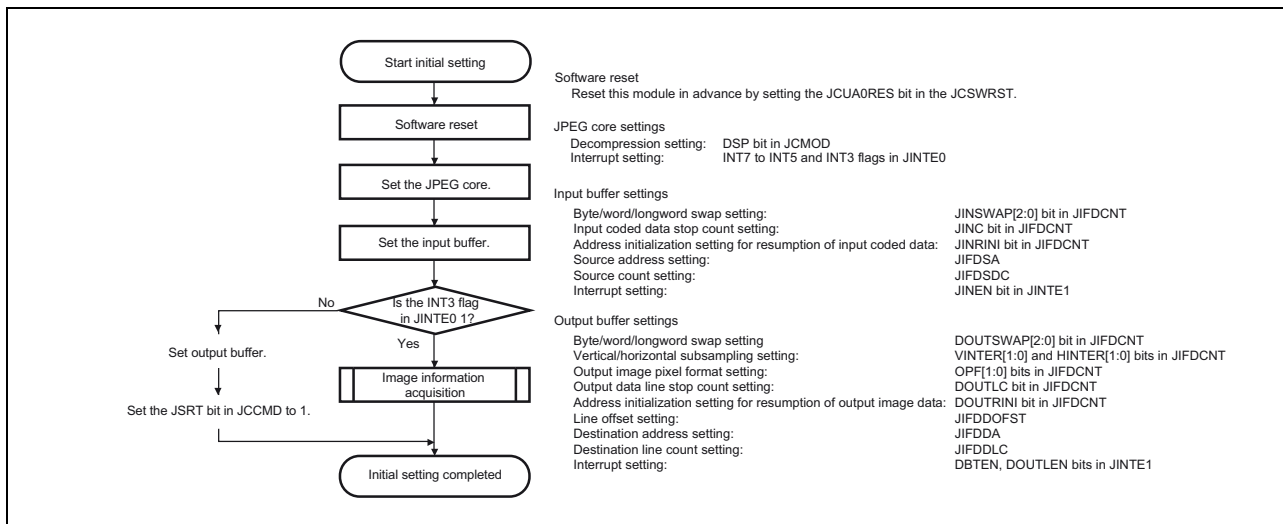 Start initial setting
Software reset
Set the JPEG core.
Set the input buffer.
Is the INT3 flag
in JINTE0 1?
No
Yes
Set output buffer.
Set the JSRT bit in JCCMD to 1.
Image information
acquisition
Initial setting completed
Software reset
Reset this module in advance by setting the JCUA0RES bit in the JCSWRST.
JPEG core settings
Decompression setting: DSP bit in JCMOD
Interrupt setting: INT7 to INT5 and INT3 flags in JINTE0
Input buffer settings
Byte/word/longword swap setting: JINSWAP[2:0] bit in JIFDCNT
Input coded data stop count setting: JINC bit in JIFDCNT
Address initialization setting for resumption of input coded data: JINRINI bit in JIFDCNT
Source address setting: JIFDSA
Source count setting: JIFDSDC
Interrupt setting: JINEN bit in JINTE1
Output buffer settings
Byte/word/longword swap setting DOUTSWAP[2:0] bit in JIFDCNT
Vertical/horizontal subsampling setting: VINTER[1:0] and HINTER[1:0] bits in JIFDCNT
Output image pixel format setting: OPF[1:0] bits in JIFDCNT
Output data line stop count setting: DOUTLC bit in JIFDCNT
Address initialization setting for resumption of output image data: DOUTRINI bit in JIFDCNT
Line offset setting: JIFDDOFST
Destination address setting: JIFDDA
Destination line count setting: JIFDDLC
Interrupt setting: DBTEN, DOUTLEN bits in JINTE1